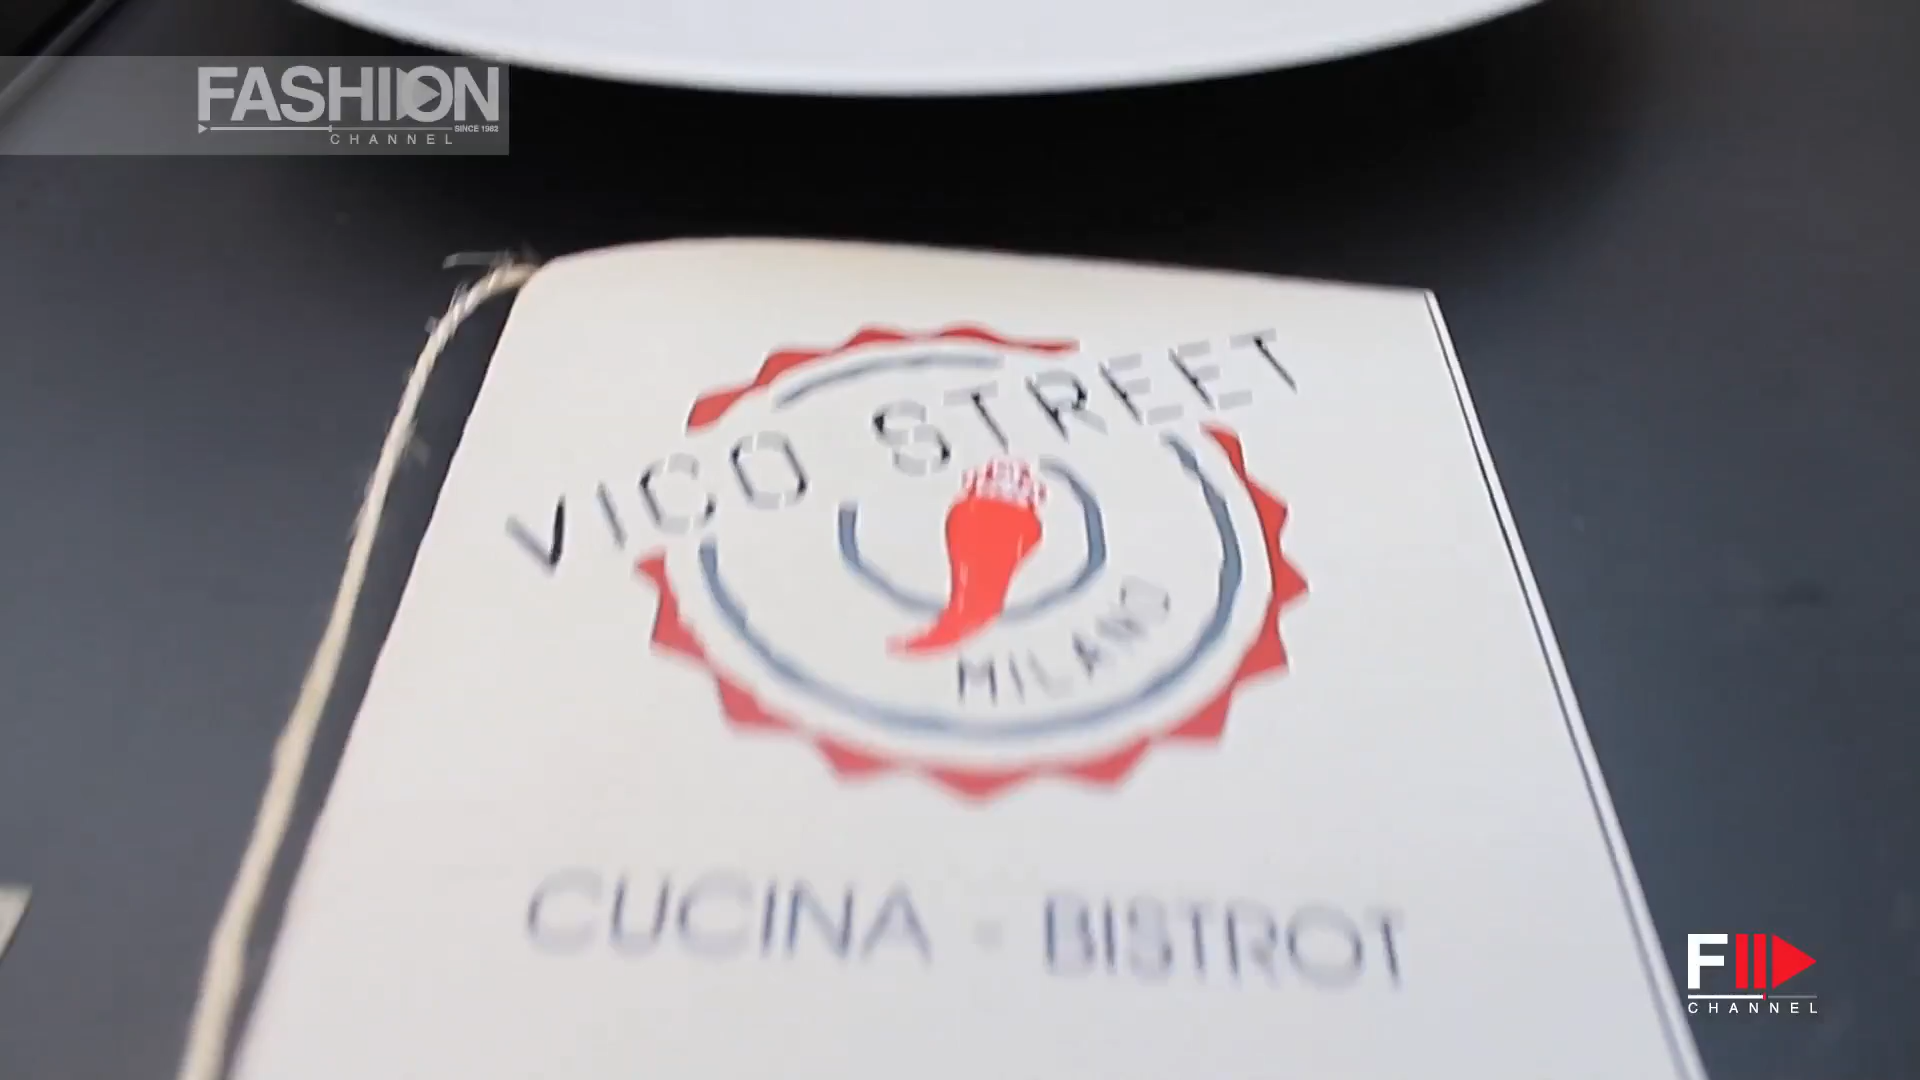 FASHION
SINCE 1982
CHANNEL
VICO STREET
MILANO
CUCINA - BISTROT
F
CHANNEL